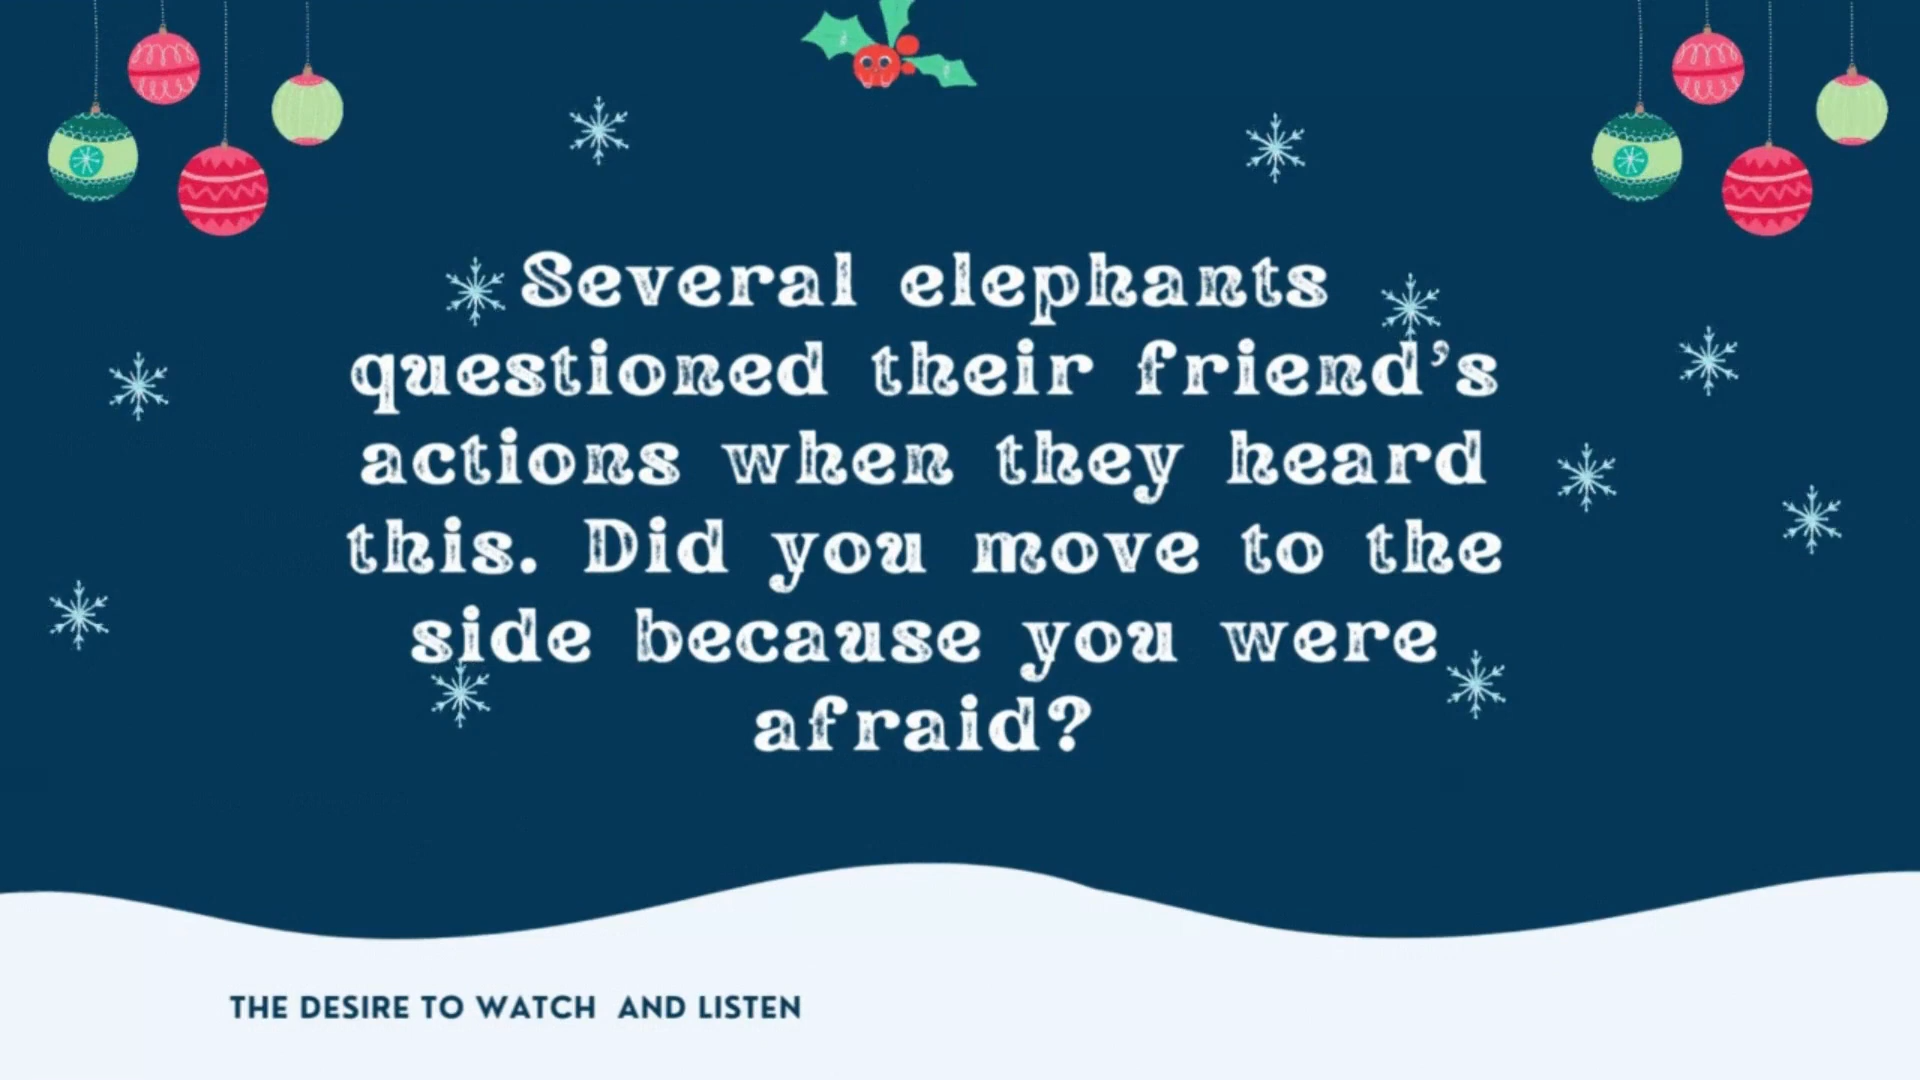 Several elephants
questioned their friend’s
actions when they heard
this. Did you move to the
side because you were
afraid?
THE DESIRE TO WATCH AND LISTEN